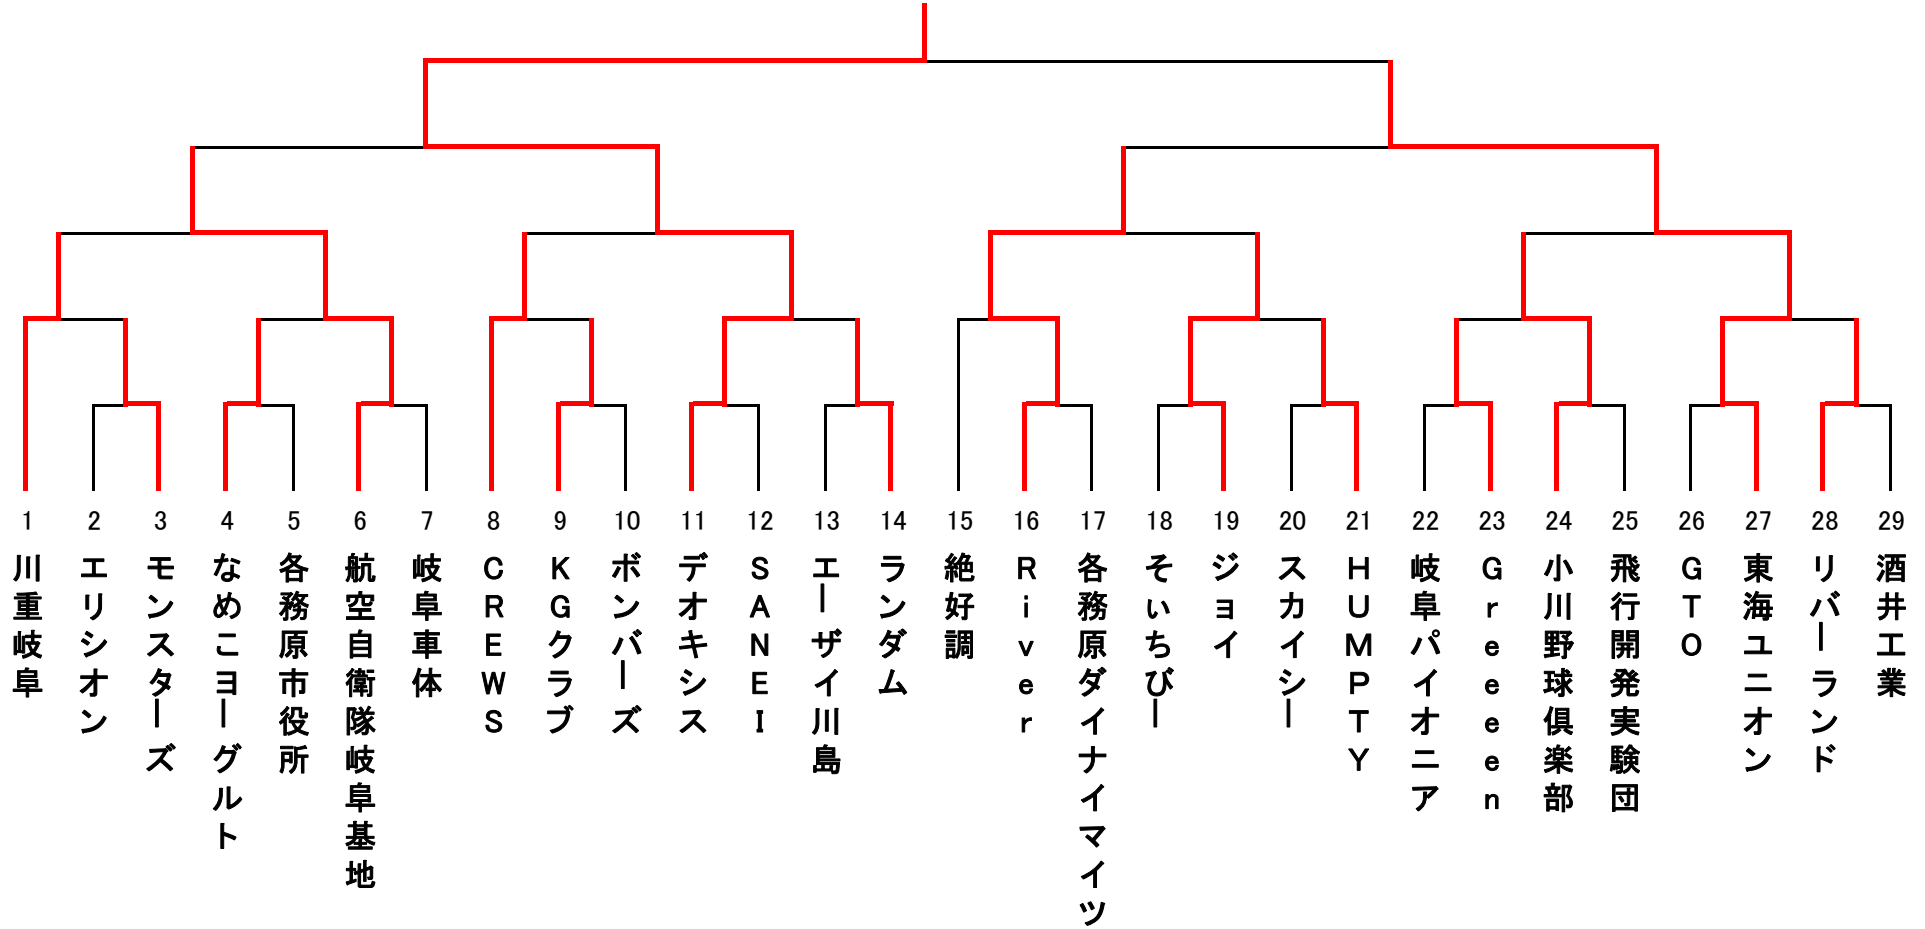 1 2 3 4 5 6 7 8 9 10 11 12 13 14 15 16 17 18 19 20 21 22 23 24 25 26 27 28 29
川重岐阜
エリシオン
モンスターズ
なめこヨーグルト
各務原市役所
航空自衛隊岐阜基地
岐阜車体
CREWS
KGクラブ
ボンバーズ
デオキシス
SANEI
エーザイ川島
ランダム
絶好調
River
各務原ダイナイマイツ
そぃちびー
ジョイ
スカイシー
HUMPTY
岐阜パイオニア
Greeeen
小川野球倶楽部
飛行開発実験団
GTO
東海ユニオン
リバーランド
酒井工業